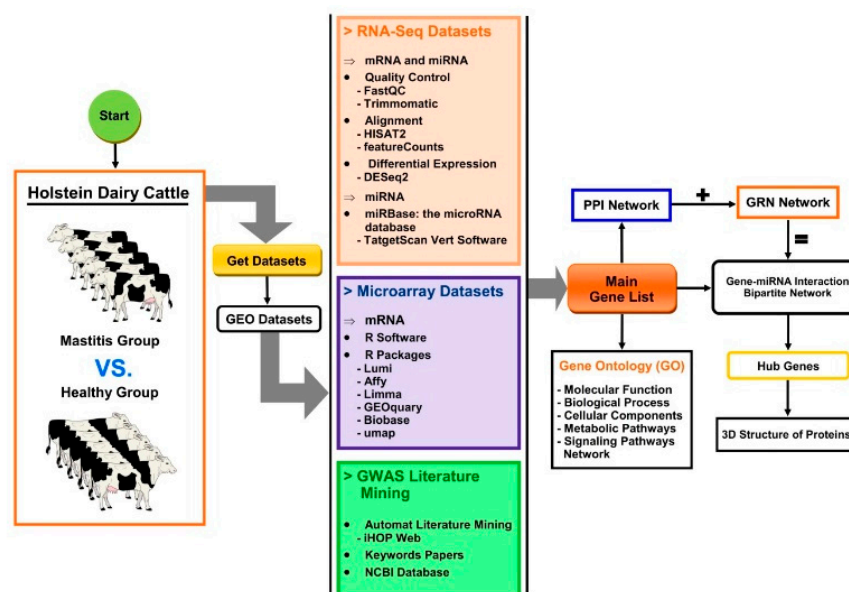 Start
Holstein Dairy Cattle
Mastitis Group
VS.
Healthy Group
Get Datasets
GEO Datasets
> RNA-Seq Datasets
⇒ mRNA and miRNA
● Quality Control
- FastQC
- Trimmomatic
● Alignment
- HISAT2
- featureCounts
● Differential Expression
- DESeq2
⇒ miRNA
● miRBase: the microRNA
database
- TatgetScan Vert Software
> Microarray Datasets
⇒ mRNA
● R Software
● R Packages
- Lumi
- Affy
- Limma
- GEOquary
- Biobase
- umap
> GWAS Literature
Mining
● Automat Literature Mining
- iHOP Web
● Keywords Papers
● NCBI Database
Main
Gene List
PPI Network
+
GRN Network
=
Gene-miRNA Interaction
Bipartite Network
Hub Genes
3D Structure of Proteins
Gene Ontology (GO)
- Molecular Function
- Biological Process
- Cellular Components
- Metabolic Pathways
- Signaling Pathways
Network